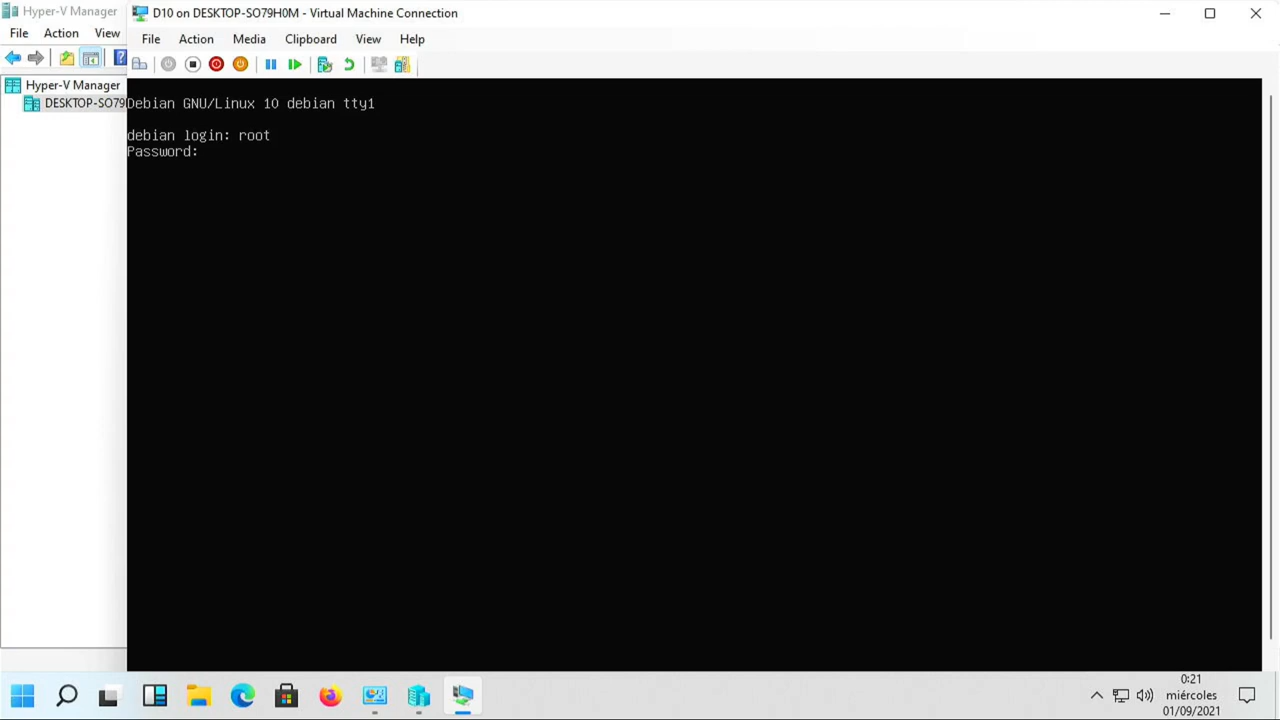 Hyper-V Manager
File Action View
Hyper-V Manager
DESKTOP-SO79
D10 on DESKTOP-SO79H0M - Virtual Machine Connection
File Action Media Clipboard View Help
Debian GNU/Linux 10 debian tty1
debian login: root
Password:
0:21
miércoles
01/09/2021